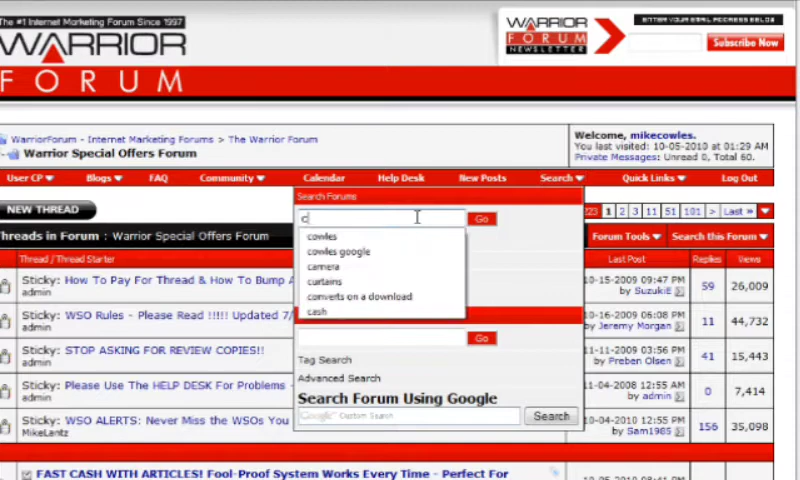 The #1 Internet Marketing Forum Since 1997
WARRIOR
FORUM
WARRIOR
FORUM
NEWSLETTER
ENTER YOUR EMAIL ADDRESS BELOW
Subscribe Now
WarriorForum - Internet Marketing Forums > The Warrior Forum
Warrior Special Offers Forum
Welcome, mikecowles.
You last visited: 10-05-2010 at 01:29 AM
Private Messages: Unread 0, Total 60.
User CP Blogs FAQ Community Calendar Help Desk New Posts Search Quick Links Log Out
Search Forums
c
Go
cowles
cowles google
camera
curtains
converts on a download
cash
Go
Tag Search
Advanced Search
Search Forum Using Google
Google Custom Search
Search
NEW THREAD
223 1 2 3 11 51 101 > Last »
Threads in Forum : Warrior Special Offers Forum
Forum Tools Search this Forum
Thread / Thread Starter
Last Post Replies Views
Sticky: How To Pay For Thread & How To Bump A
admin
10-15-2009 09:47 PM
by SuzukiE
59 26,009
Sticky: WSO Rules - Please Read !!!!! Updated 7/
admin
10-16-2009 06:08 PM
by Jeremy Morgan
11 44,732
Sticky: STOP ASKING FOR REVIEW COPIES!!
admin
11-11-2009 03:56 PM
by Preben Olsen
41 15,443
Sticky: Please Use The HELP DESK For Problems -
admin
11-04-2008 12:55 AM
by admin
0 7,414
Sticky: WSO ALERTS: Never Miss the WSOs You
MikeLantz
10-04-2010 12:55 PM
by Sam1985
156 35,098
FAST CASH WITH ARTICLES! Fool-Proof System Works Every Time - Perfect For